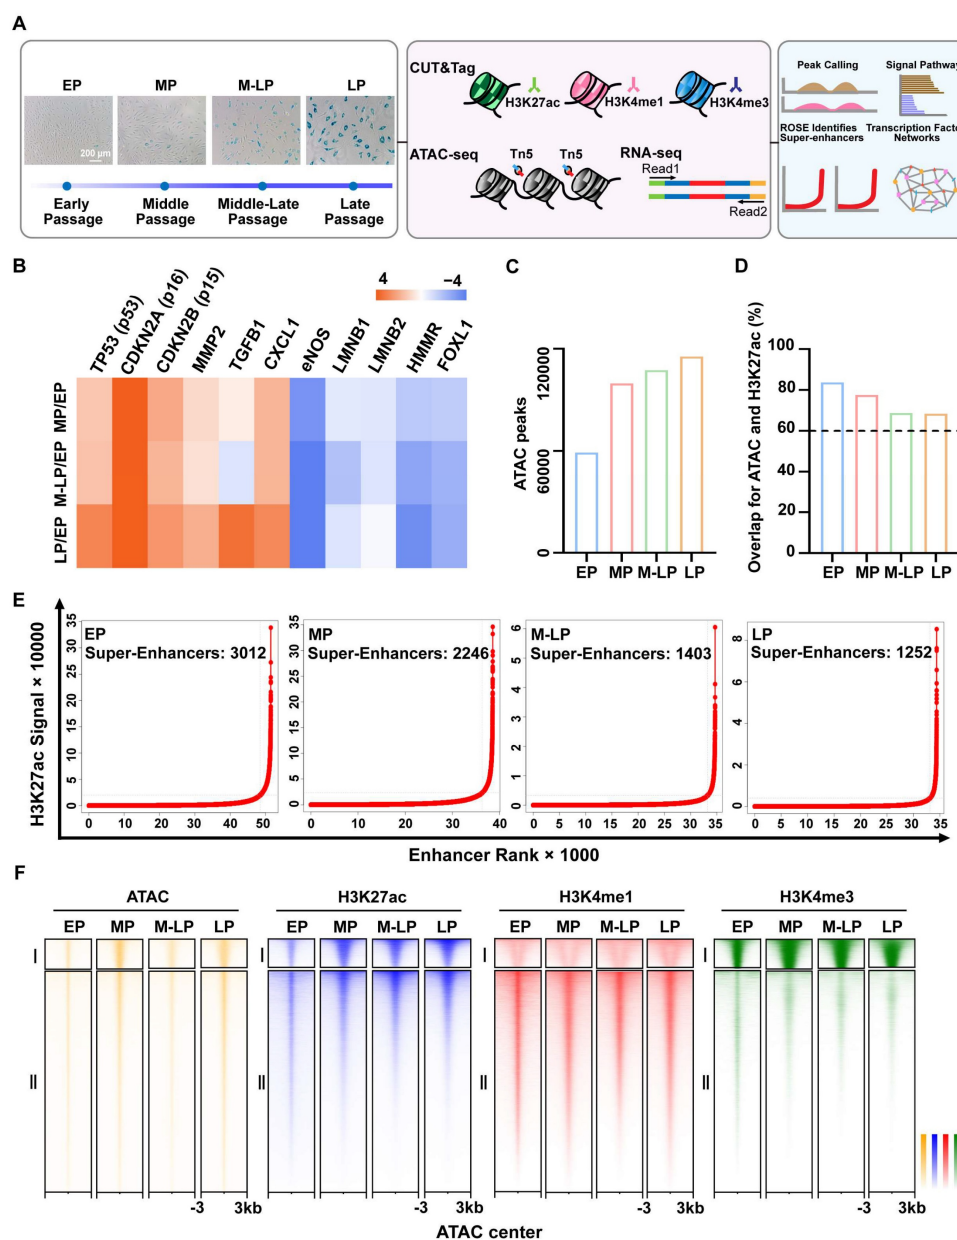 A
EP MP M-LP LP
200 μm
Early Passage
Middle Passage
Middle-Late Passage
Late Passage
CUT&Tag
H3K27ac
H3K4me1
H3K4me3
ATAC-seq
Tn5 Tn5
RNA-seq
Read1
Read2
Peak Calling
Signal Pathway
ROSE Identifies
Super-enhancers
Transcription Facto
Networks
B
4 −4
TP53 (p53)
CDKN2A (p16)
CDKN2B (p15)
MMP2
TGFB1
CXCL1
eNOS
LMNB1
LMNB2
HMMR
FOXL1
MP/EP
M-LP/EP
LP/EP
C
ATAC peaks
120000
60000
0
EP MP M-LP LP
D
Overlap for ATAC and H3K27ac (%)
100
80
60
40
20
0
EP MP M-LP LP
E
H3K27ac Signal × 10000
EP
Super-Enhancers: 3012
35
30
25
20
15
10
5
0
0 10 20 30 40 50
MP
Super-Enhancers: 2246
35
30
25
20
15
10
5
0
0 10 20 30 40
M-LP
Super-Enhancers: 1403
6
5
4
3
2
1
0
0 5 10 15 20 25 30 35
LP
Super-Enhancers: 1252
8
6
4
2
0
0 5 10 15 20 25 30 35
Enhancer Rank × 1000
F
ATAC H3K27ac H3K4me1 H3K4me3
EP MP M-LP LP EP MP M-LP LP EP MP M-LP LP EP MP M-LP LP
I I I I
II II II II
-3 3kb -3 3kb -3 3kb -3 3kb
ATAC center